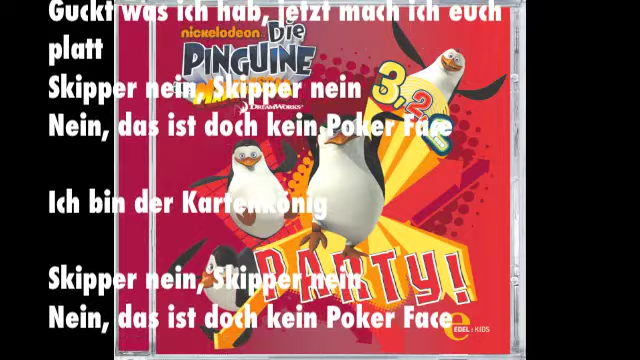 Guckt was ich hab, jetzt mach ich euch
platt
Skipper nein, Skipper nein
Nein, das ist doch kein Poker Face
Ich bin der Kartenkönig
Skipper nein, Skipper nein
Nein, das ist doch kein Poker Face
nickelodeon
Die
PINGUINE
DREAMWORKS
3, 2,
PARTY!
e
EDEL:KIDS